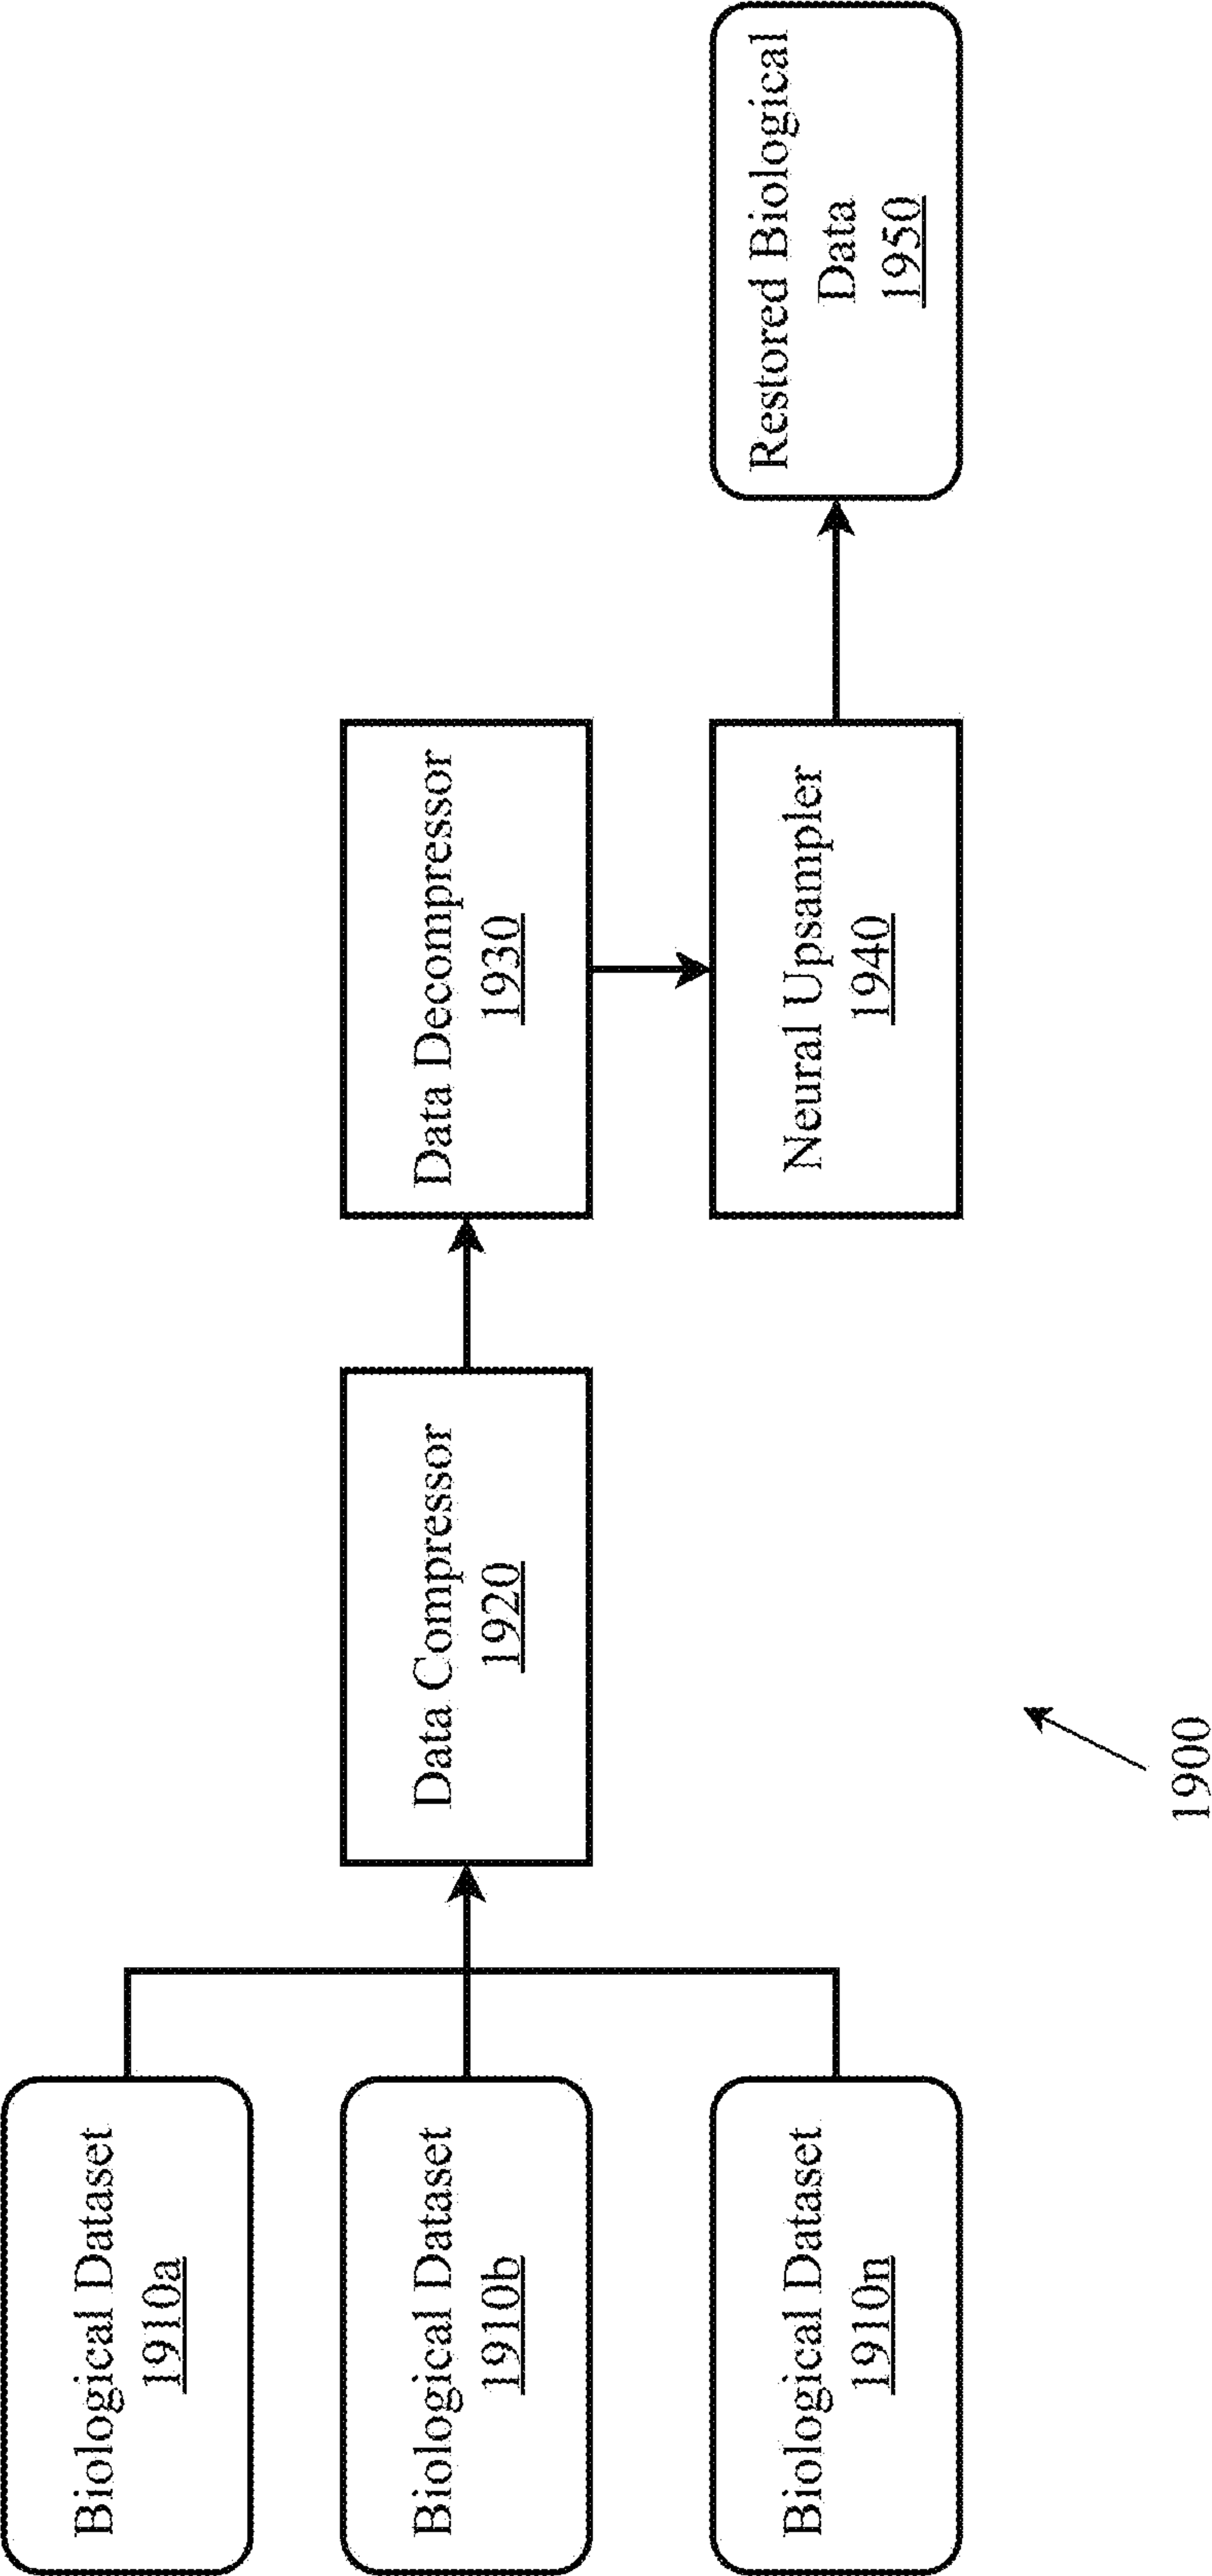 Biological Dataset
1910a
Biological Dataset
1910b
Biological Dataset
1910n
Data Compressor
1920
Data Decompressor
1930
Neural Upsampler
1940
Restored Biological
Data
1950
1900